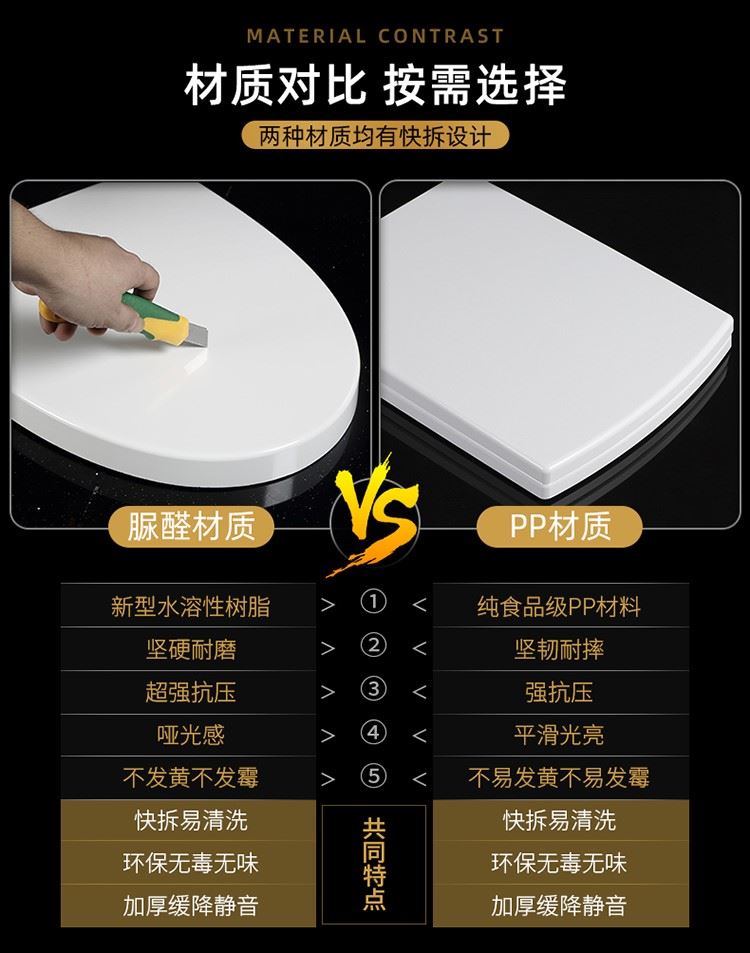 MATERIAL CONTRAST
材质对比 按需选择
两种材质均有快拆设计
脲醛材质
VS
PP材质
新型水溶性树脂 > ① < 纯食品级PP材料
坚硬耐磨 > ② < 坚韧耐摔
超强抗压 > ③ < 强抗压
哑光感 > ④ < 平滑光亮
不发黄不发霉 > ⑤ < 不易发黄不易发霉
共同特点
快拆易清洗 快拆易清洗
环保无毒无味 环保无毒无味
加厚缓降静音 加厚缓降静音